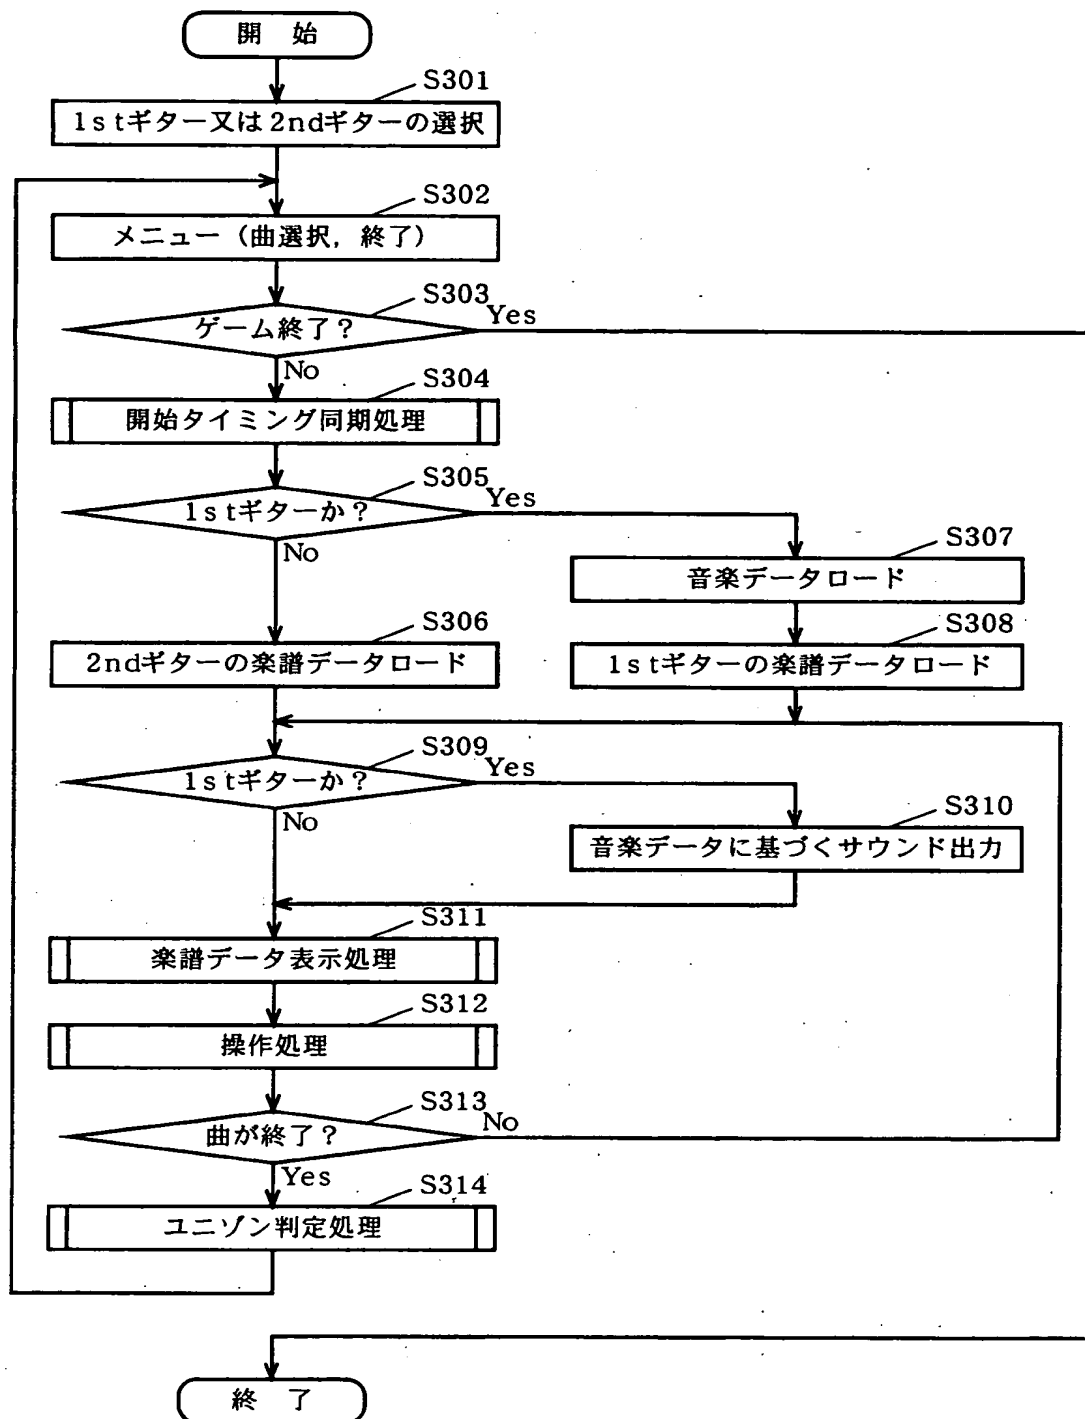 開 始
S301
1stギター又は2ndギターの選択
S302
メニュー（曲選択，終了）
S303
ゲーム終了？
Yes
No
S304
開始タイミング同期処理
S305
1stギターか？
Yes
No
S307
音楽データロード
S306
2ndギターの楽譜データロード
S308
1stギターの楽譜データロード
S309
1stギターか？
Yes
No
S310
音楽データに基づくサウンド出力
S311
楽譜データ表示処理
S312
操作処理
S313
曲が終了？
No
Yes
S314
ユニゾン判定処理
終 了